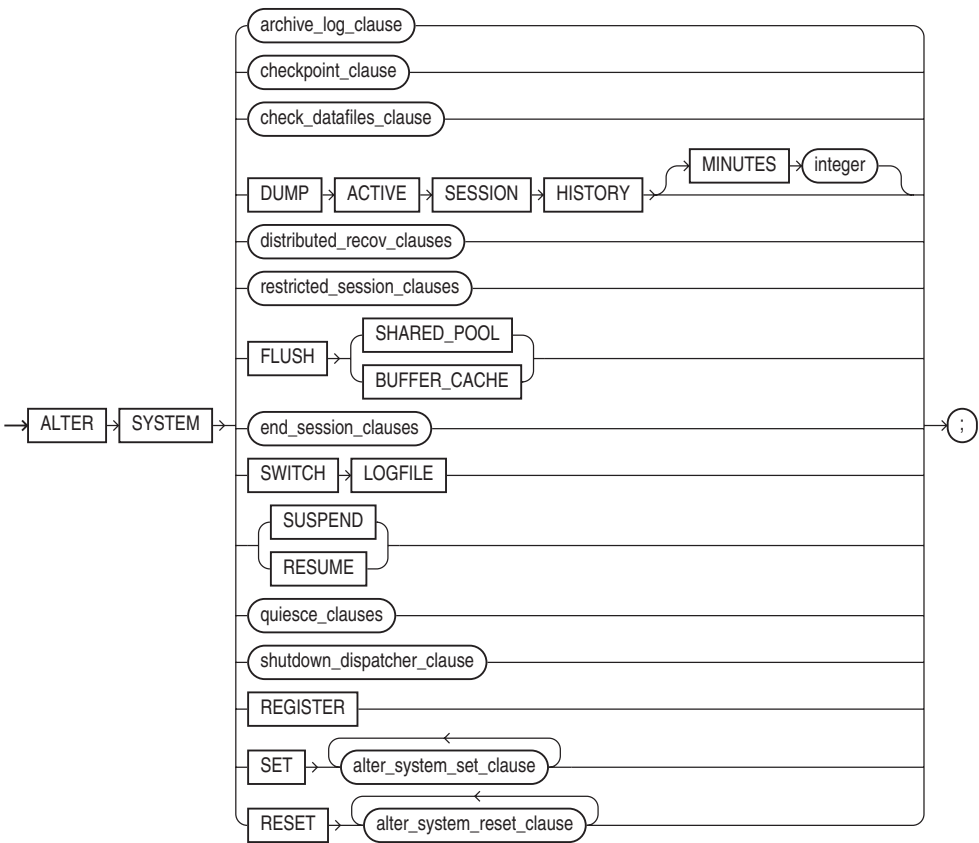 archive_log_clause
checkpoint_clause
check_datafiles_clause
MINUTES integer
DUMP ACTIVE SESSION HISTORY
distributed_recov_clauses
restricted_session_clauses
SHARED_POOL
FLUSH
BUFFER_CACHE
ALTER SYSTEM ;
end_session_clauses
SWITCH LOGFILE
SUSPEND
RESUME
quiesce_clauses
shutdown_dispatcher_clause
REGISTER
SET alter_system_set_clause
RESET alter_system_reset_clause